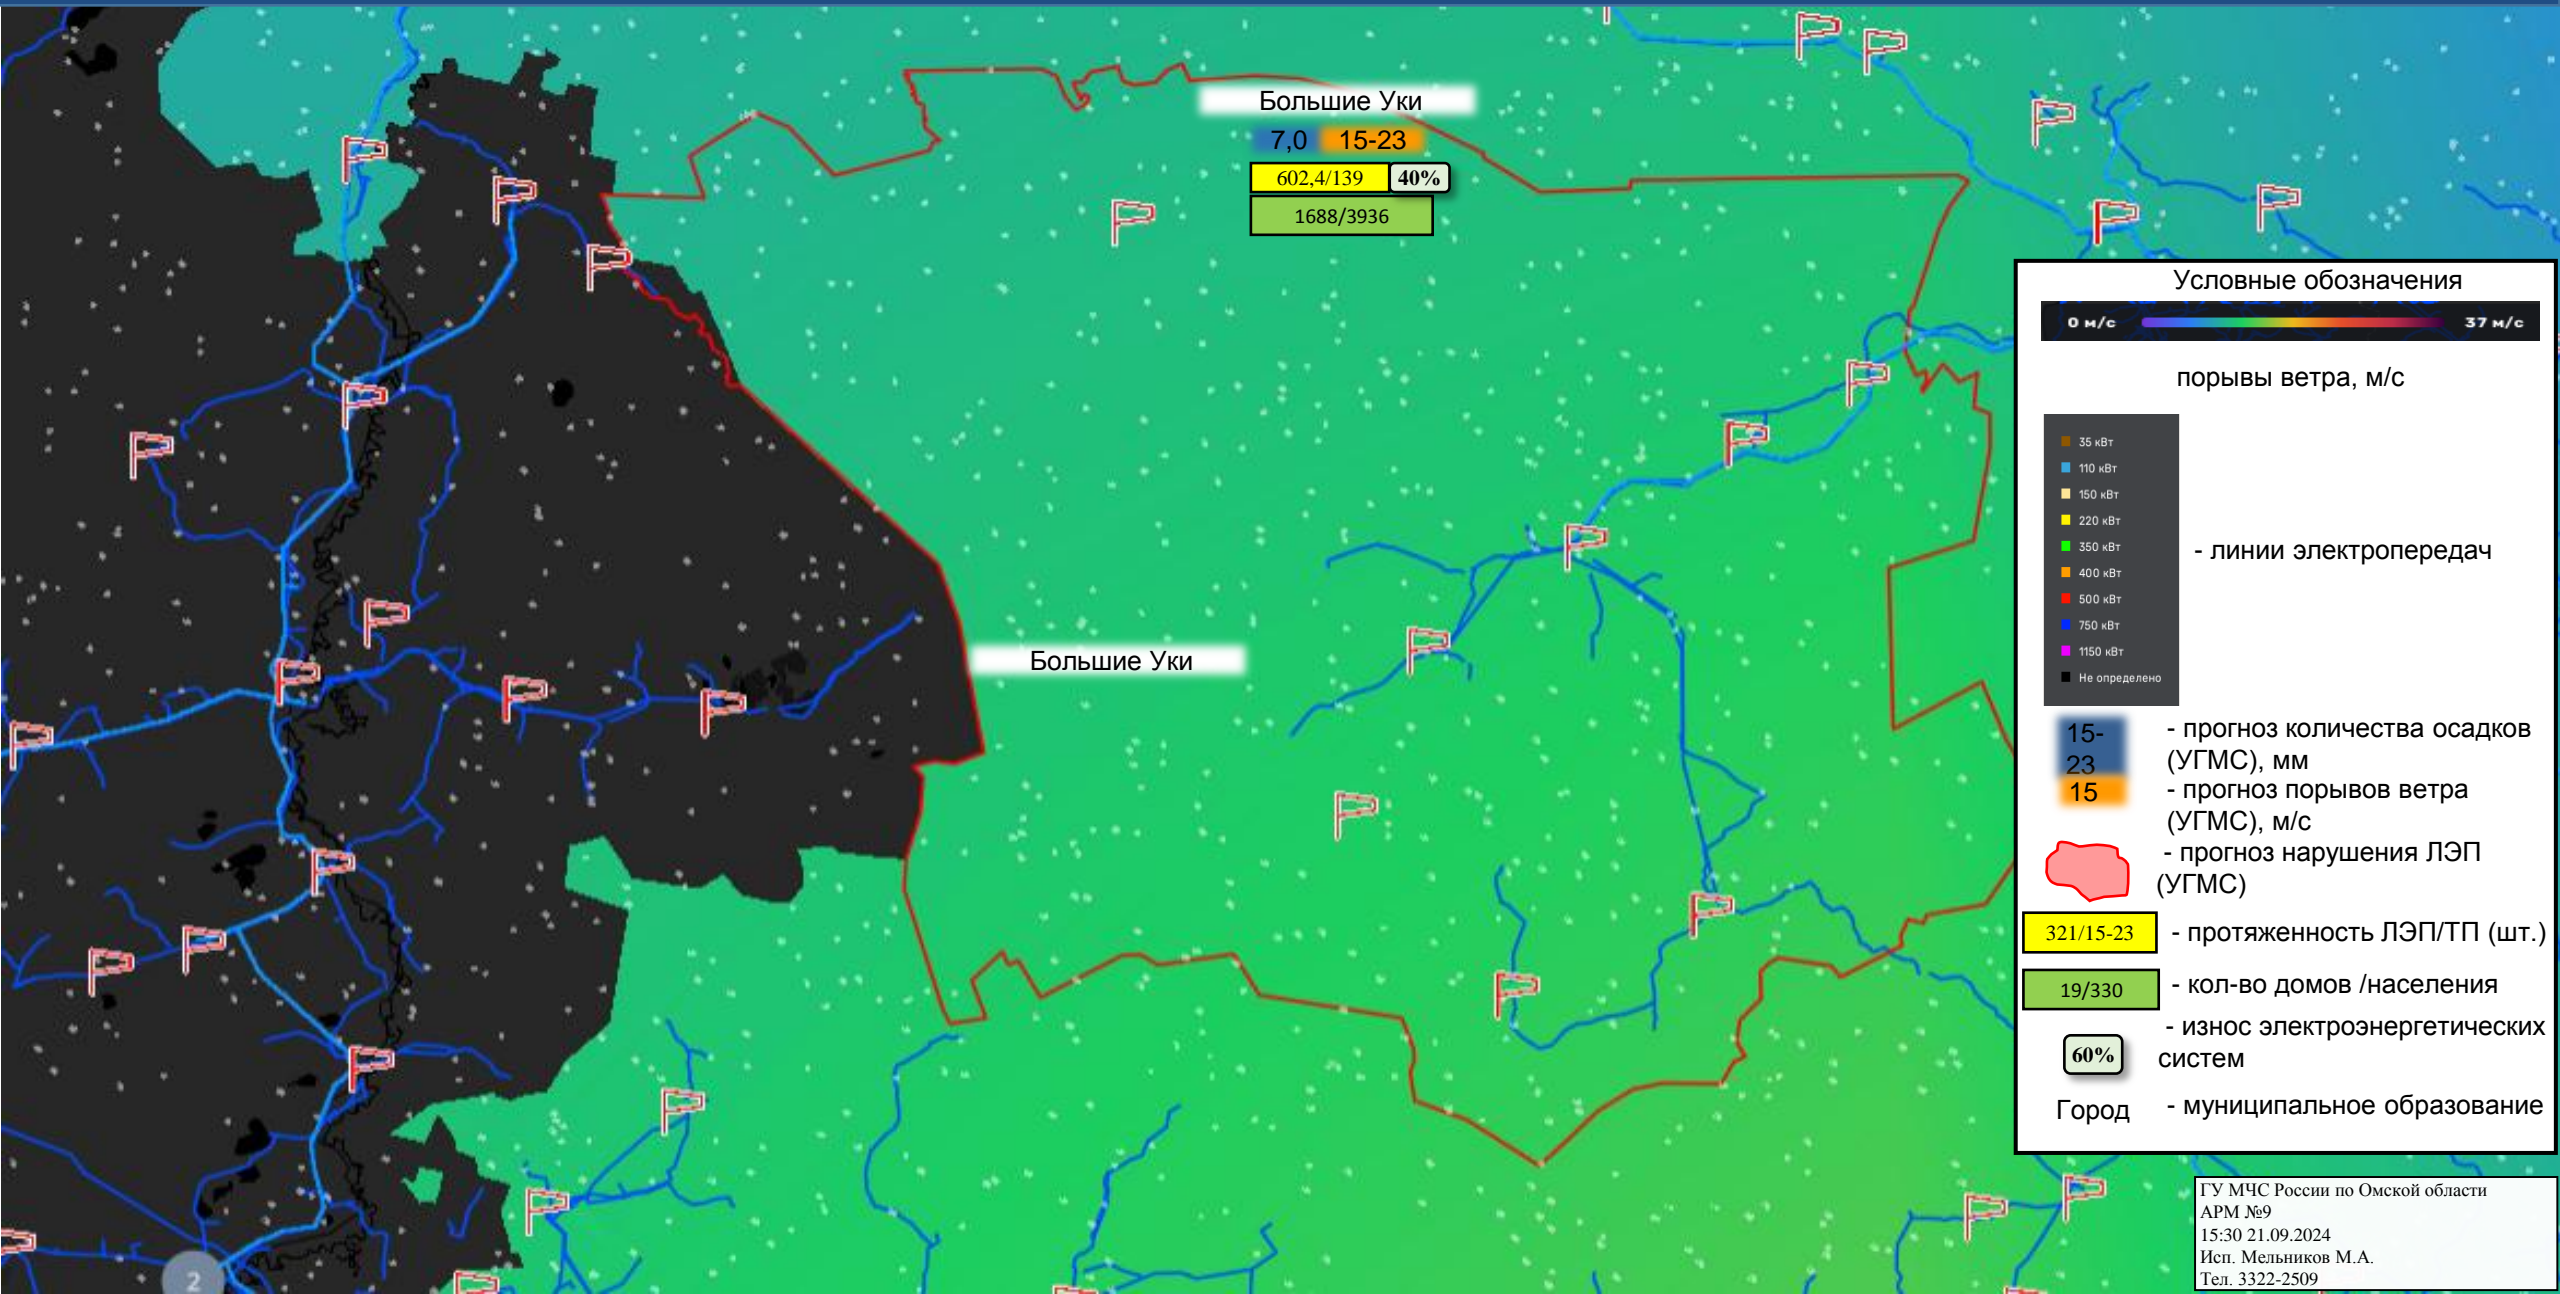 Большие Уки
7,0 15-23
602,4/139 40%
1688/3936
Большие Уки
2
Условные обозначения
0 м/с 37 м/с
порывы ветра, м/с
35 кВт
110 кВт
150 кВт
220 кВт
350 кВт
400 кВт
500 кВт
750 кВт
1150 кВт
Не определено
- линии электропередач
15-
23
- прогноз количества осадков
(УГМС), мм
15
- прогноз порывов ветра
(УГМС), м/с
- прогноз нарушения ЛЭП
(УГМС)
321/15-23 - протяженность ЛЭП/ТП (шт.)
19/330 - кол-во домов /населения
60%
- износ электроэнергетических
систем
Город - муниципальное образование
ГУ МЧС России по Омской области
АРМ №9
15:30 21.09.2024
Исп. Мельников М.А.
Тел. 3322-2509